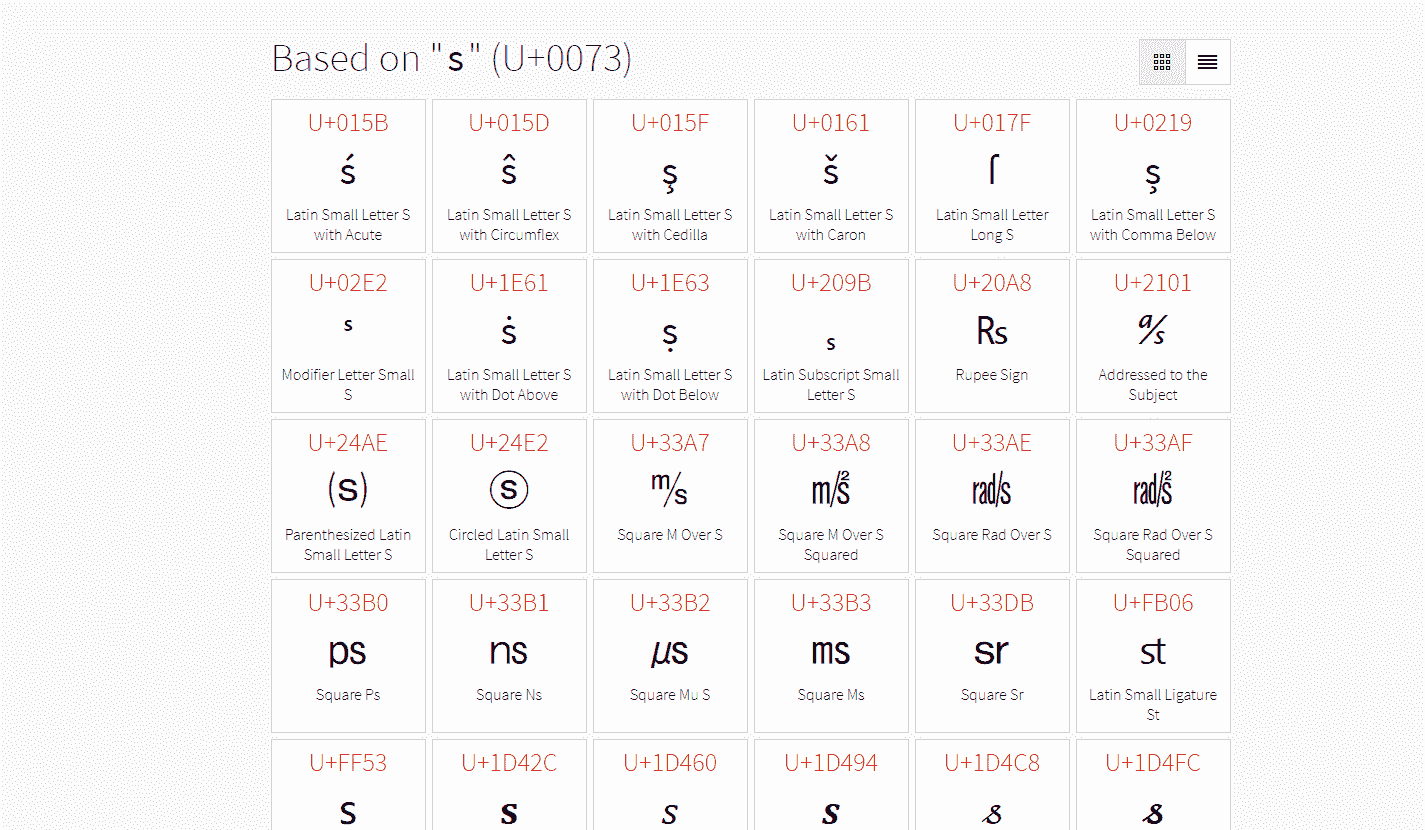 Based on "s" (U+0073)
U+015B U+015D U+015F U+0161 U+017F U+0219
ś ŝ ş š ſ ș
Latin Small Letter S Latin Small Letter S Latin Small Letter S Latin Small Letter S Latin Small Letter Latin Small Letter S
with Acute with Circumflex with Cedilla with Caron Long S with Comma Below
U+02E2 U+1E61 U+1E63 U+209B U+20A8 U+2101
ˢ ṡ ṣ ₛ ₨ ℁
Modifier Letter Small Latin Small Letter S Latin Small Letter S Latin Subscript Small Rupee Sign Addressed to the
S with Dot Above with Dot Below Letter S Subject
U+24AE U+24E2 U+33A7 U+33A8 U+33AE U+33AF
⒮ ⓢ ㎧ ㎨ ㎮ ㎯
Parenthesized Latin Circled Latin Small Square M Over S Square M Over S Square Rad Over S Square Rad Over S
Small Letter S Letter S Squared Squared
U+33B0 U+33B1 U+33B2 U+33B3 U+33DB U+FB06
㎰ ㎱ ㎲ ㎳ ㏛ st
Square Ps Square Ns Square Mu S Square Ms Square Sr Latin Small Ligature
St
U+FF53 U+1D42C U+1D460 U+1D494 U+1D4C8 U+1D4FC
ｓ 𝐬 𝑠 𝒔 𝓈 𝓼